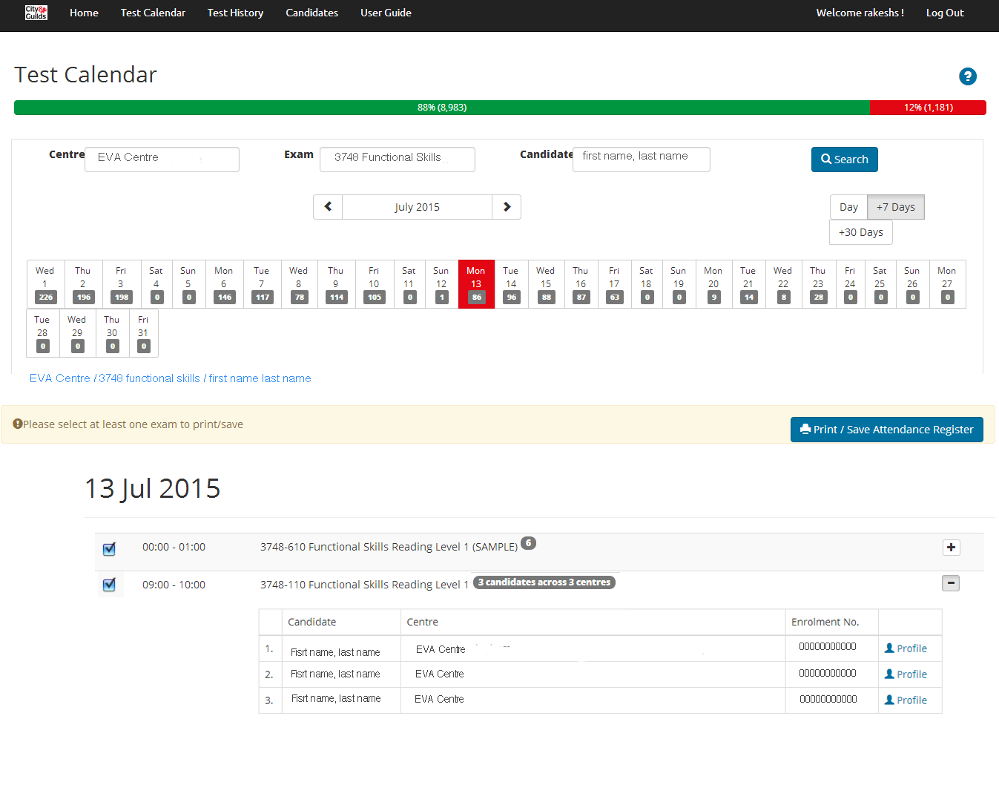 City& Guilds Home Test Calendar Test History Candidates User Guide Welcome rakeshs ! Log Out
Test Calendar ?
88% (8,983) 12% (1,181)
Centre EVA Centre Exam 3748 Functional Skills Candidate first name, last name Search
July 2015 Day +7 Days
+30 Days
Wed Thu Fri Sat Sun Mon Tue Wed Thu Fri Sat Sun Mon Tue Wed Thu Fri Sat Sun Mon Tue Wed Thu Fri Sat Sun Mon
1 2 3 4 5 6 7 8 9 10 11 12 13 14 15 16 17 18 19 20 21 22 23 24 25 26 27
226 196 198 0 0 146 117 78 114 105 0 1 86 96 88 87 63 0 0 9 14 8 28 0 0 0 0
Tue Wed Thu Fri
28 29 30 31
0 0 0 0
EVA Centre / 3748 functional skills / first name last name
Please select at least one exam to print/save Print / Save Attendance Register
13 Jul 2015
00:00 - 01:00 3748-610 Functional Skills Reading Level 1 (SAMPLE) 6 +
09:00 - 10:00 3748-110 Functional Skills Reading Level 1 3 candidates across 3 centres -
Candidate Centre Enrolment No.
1. Fisrt name, last name EVA Centre 00000000000 Profile
2. Fisrt name, last name EVA Centre 00000000000 Profile
3. Fisrt name, last name EVA Centre 00000000000 Profile